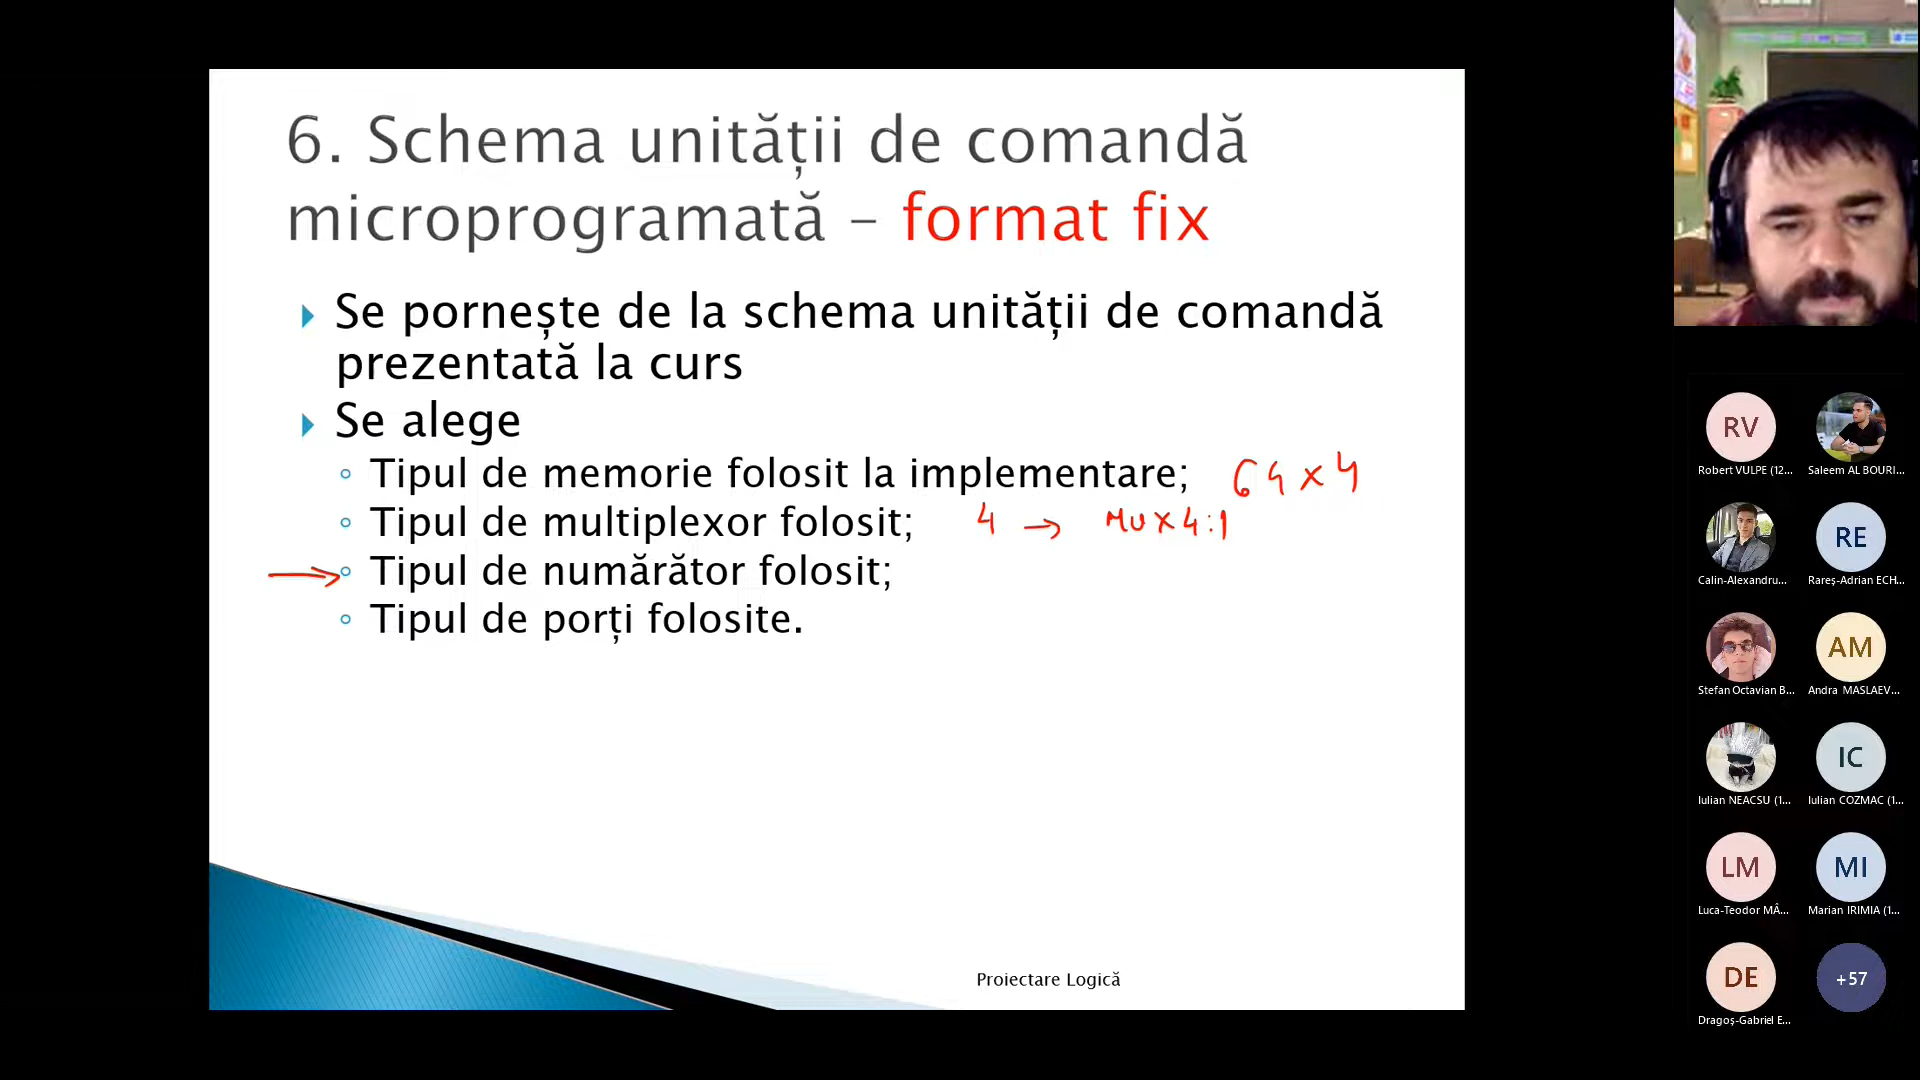 6. Schema unității de comandă
microprogramată – format fix
Se pornește de la schema unității de comandă
prezentată la curs
Se alege
Tipul de memorie folosit la implementare; 64x4
Tipul de multiplexor folosit; 4 → MUX 4:1
Tipul de numărător folosit;
Tipul de porți folosite.
Proiectare Logică
RV
Robert VULPE (12...
Saleem AL BOURI...
Calin-Alexandru...
RE
Rareș-Adrian ECH...
Stefan Octavian B...
AM
Andra MASLAEV...
Iulian NEACSU (1...
IC
Iulian COZMAC (1...
LM
Luca-Teodor MÂ...
MI
Marian IRIMIA (1...
DE
Dragoș-Gabriel E...
+57